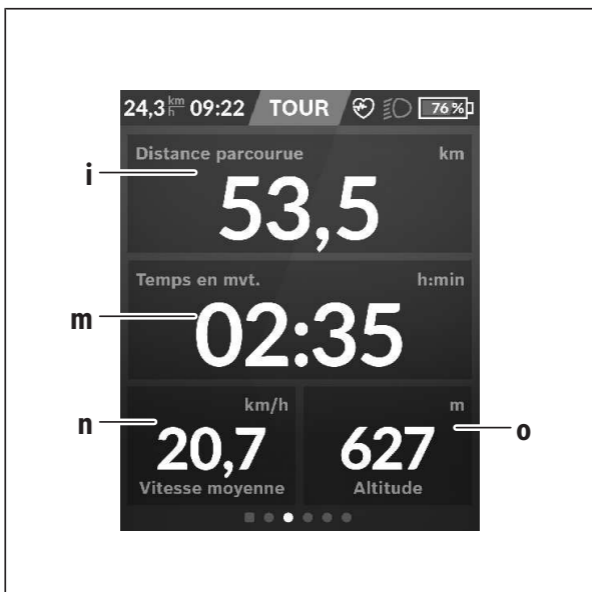 24,3 km/h 09:22 TOUR 76 %
Distance parcourue km
i
53,5
Temps en mvt. h:min
m
02:35
km/h m
n o
20,7 627
Vitesse moyenne Altitude